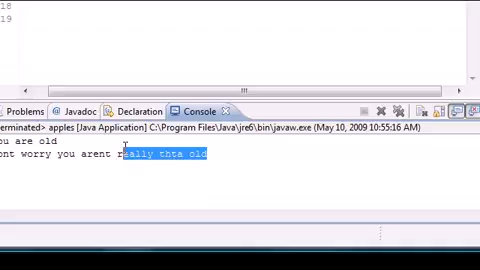 18
19
Problems @ Javadoc Declaration Console
erminated> apples [Java Application] C:\Program Files\Java\jre6\bin\javaw.exe (May 10, 2009 10:55:16 AM)
ou are old
ont worry you arent really thta old